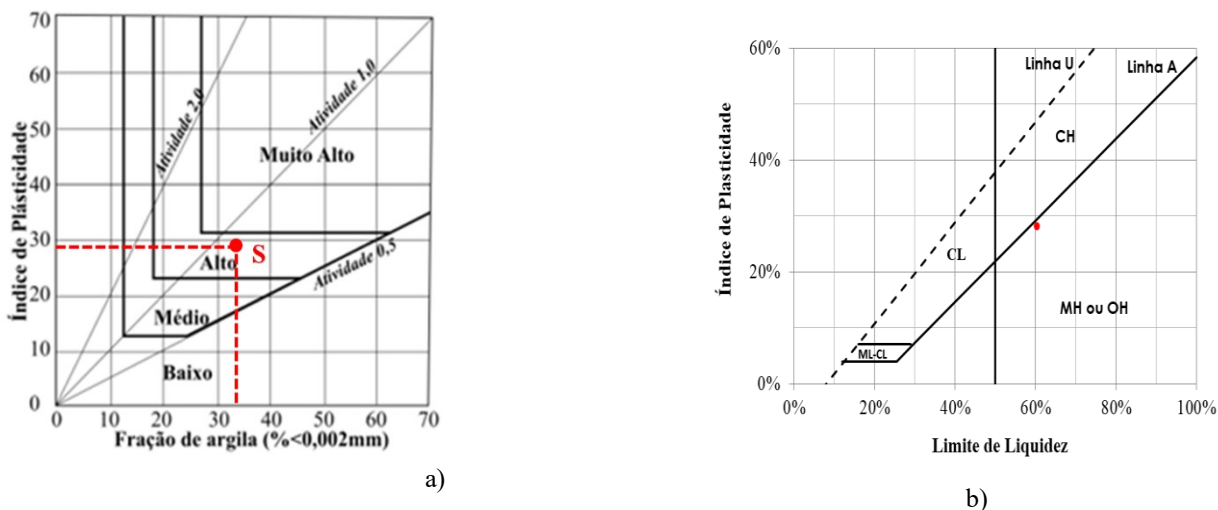 Índice de Plásticidade
70
60
50
40
30
20
10
0
Atividade 2,0
Atividade 1,0
Muito Alto
S
Alto
Atividade 0,5
Médio
Baixo
0 10 20 30 40 50 60 70
Fração de argila (%<0,002mm)
a)
Índice de Plasticidade
60%
40%
20%
0%
Linha U
Linha A
CH
CL
MH ou OH
ML-CL
0% 20% 40% 60% 80% 100%
Limite de Liquidez
b)